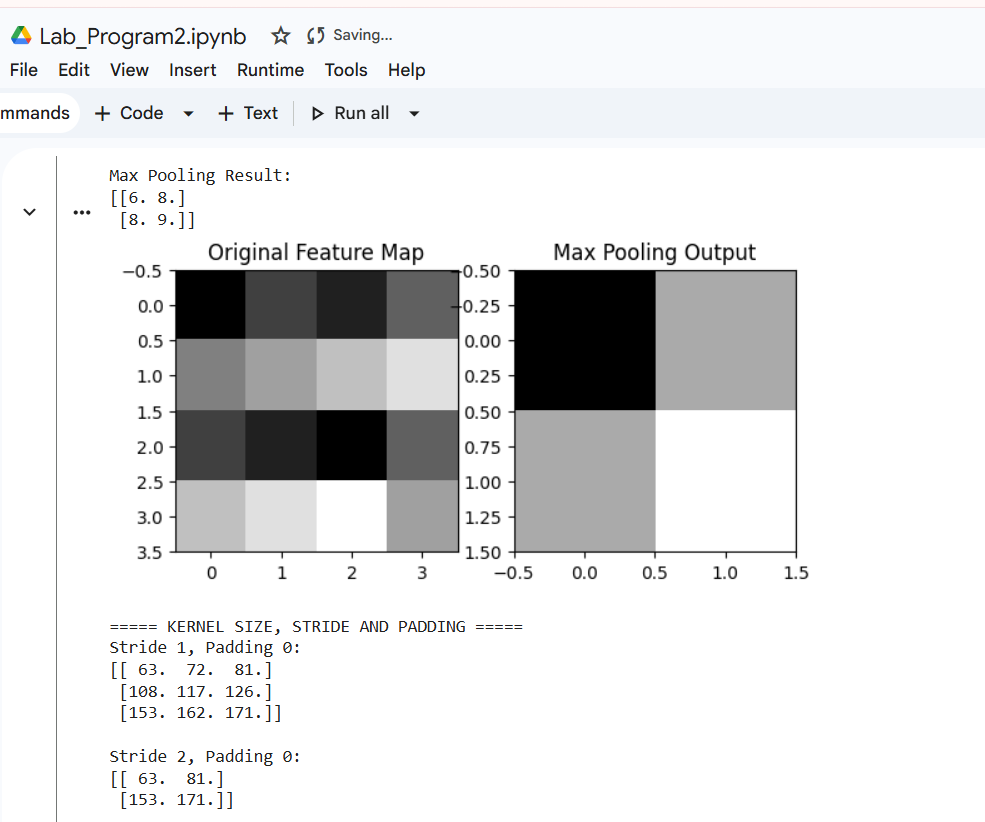 Lab_Program2.ipynb Saving...
File Edit View Insert Runtime Tools Help
mmands + Code + Text Run all
Max Pooling Result:
[[6. 8.]
[8. 9.]]
Original Feature Map Max Pooling Output
−0.5
0.0
0.5
1.0
1.5
2.0
2.5
3.0
3.5
0 1 2 3
−0.50
−0.25
0.00
0.25
0.50
0.75
1.00
1.25
1.50
−0.5 0.0 0.5 1.0 1.5
===== KERNEL SIZE, STRIDE AND PADDING =====
Stride 1, Padding 0:
[[ 63. 72. 81.]
[108. 117. 126.]
[153. 162. 171.]]
Stride 2, Padding 0:
[[ 63. 81.]
[153. 171.]]